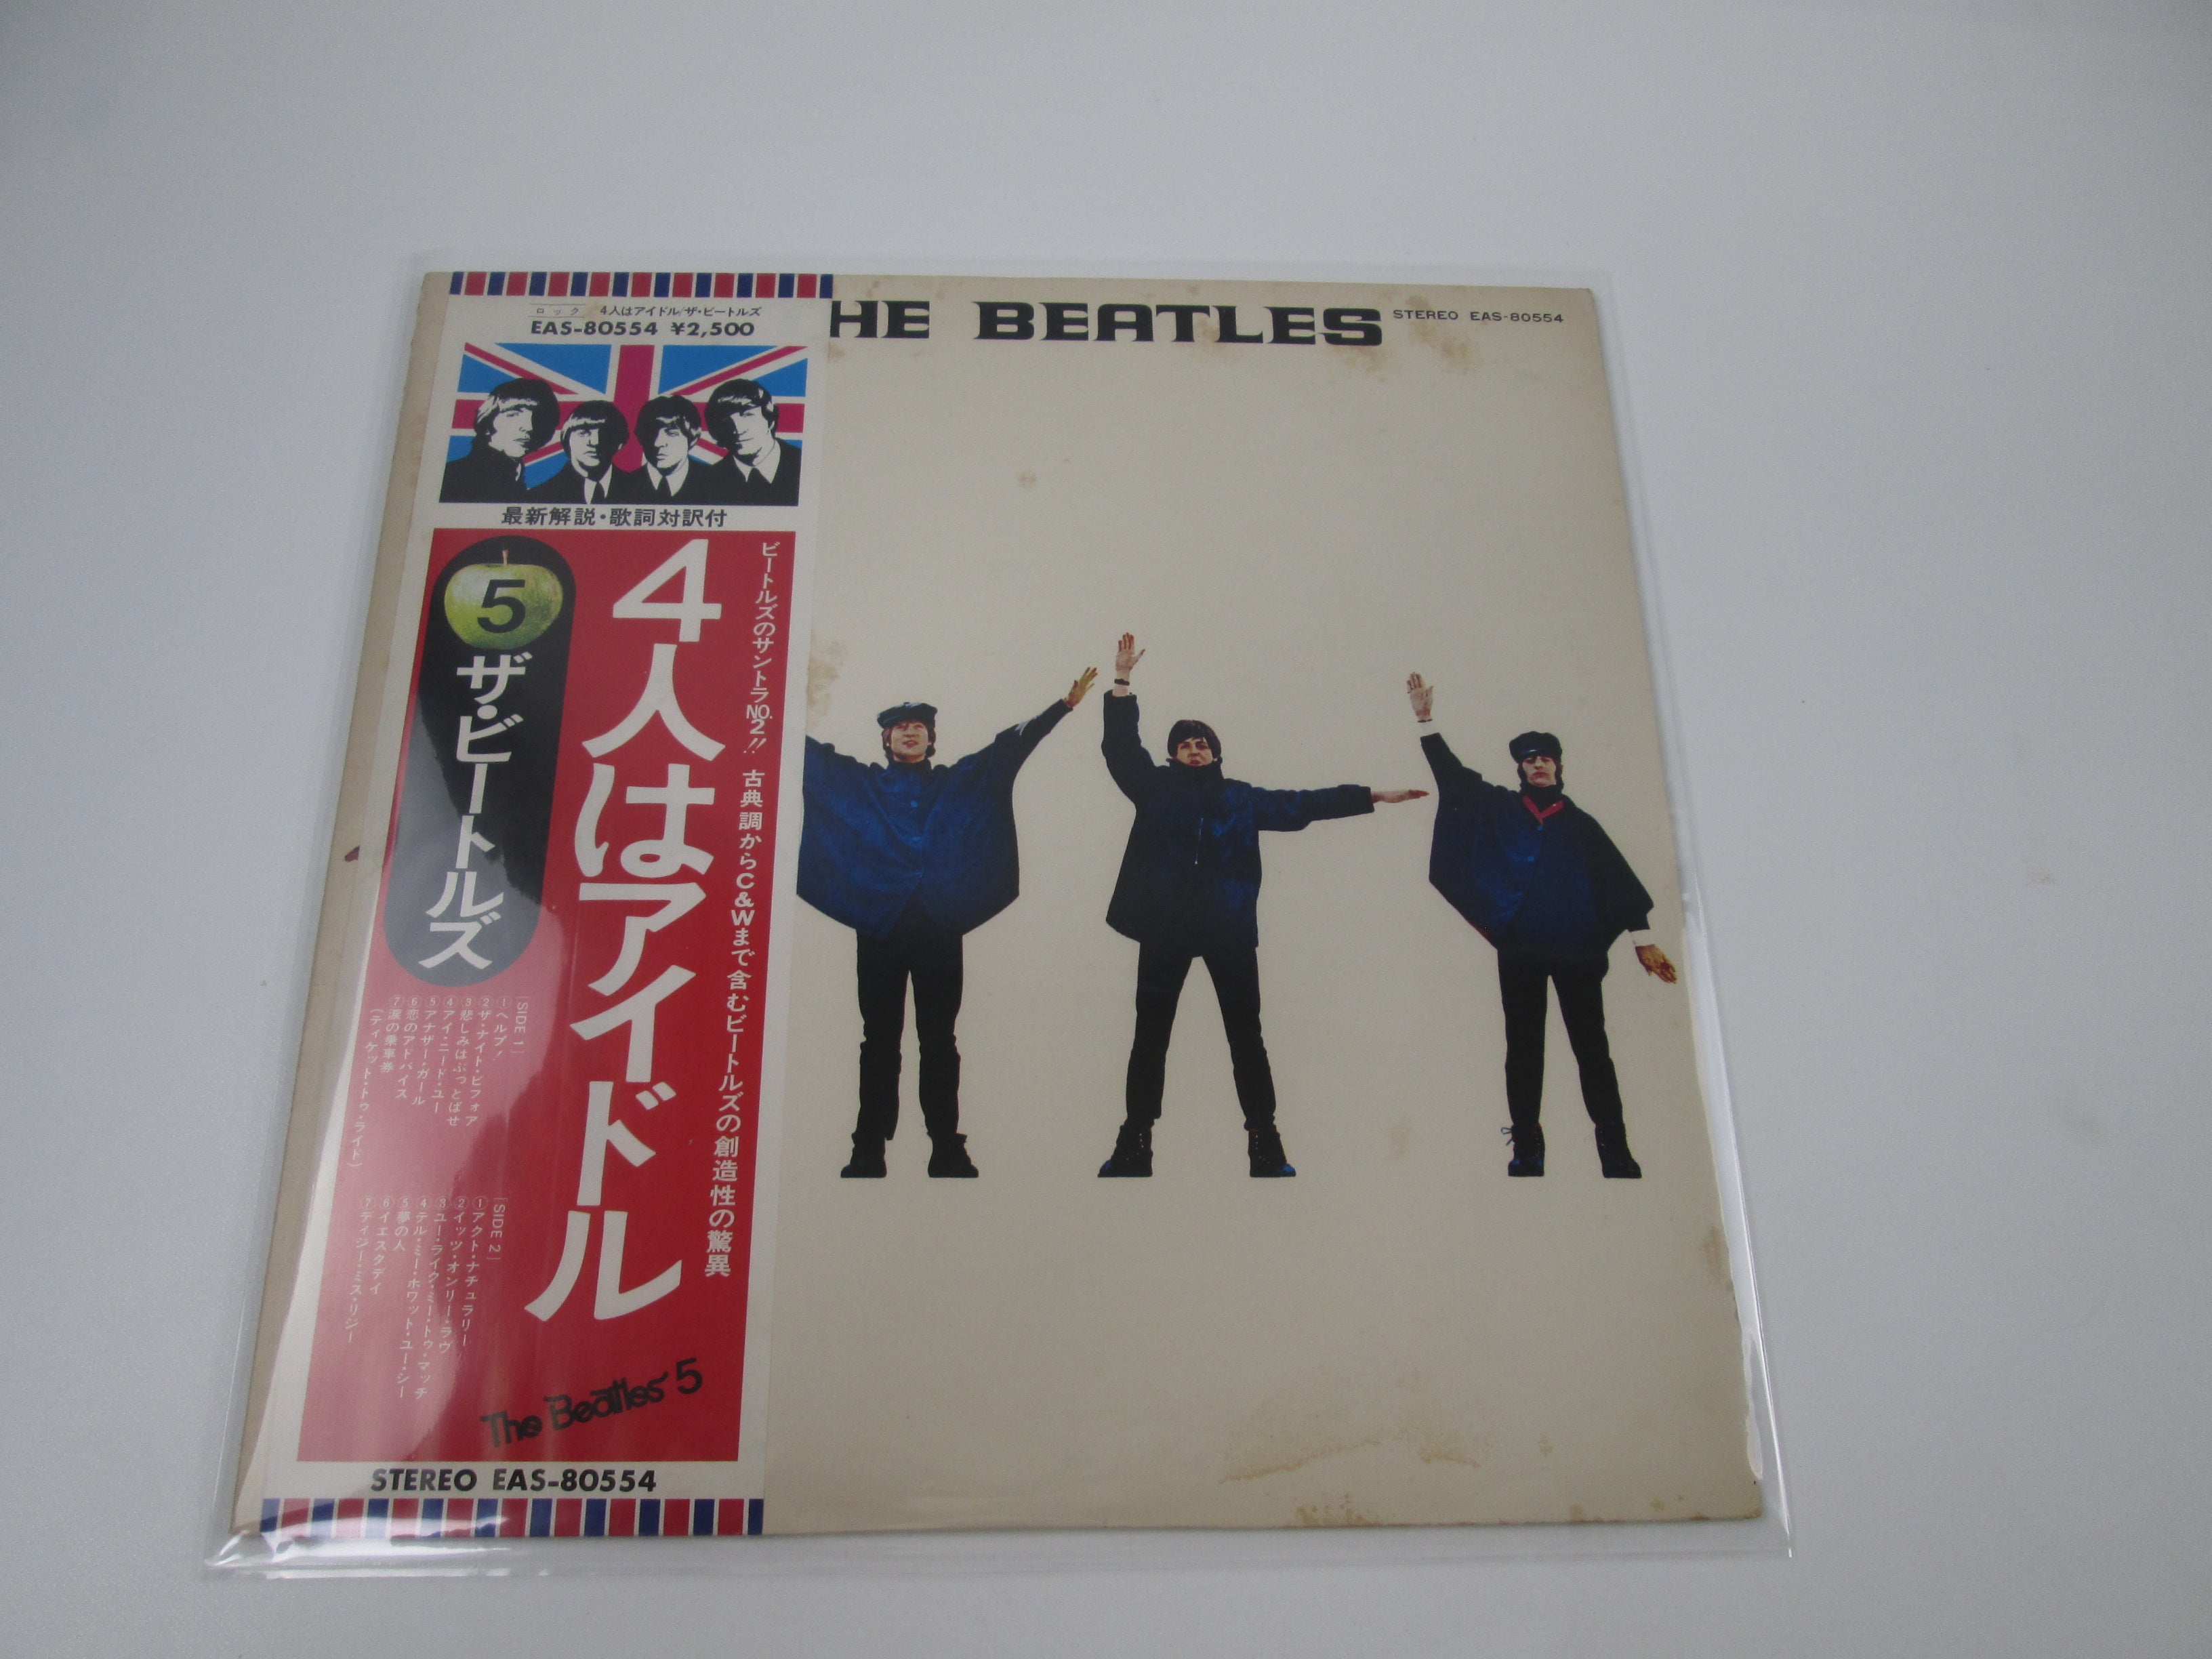 ロック 4人はアイドル/ザ・ビートルズ
EAS-80554 ¥2,500
HE BEATLES
STEREO EAS-80554
最新解説・歌詞対訳付
ビートルズのサントラNO.2!! 古典調からC&Wまで含むビートルズの創造性の驚異
4人はアイドル
5
ザ・ビートルズ
[SIDE 1]
①ヘルプ!
②ザ・ナイト・ビフォア
③悲しみはぶっとばせ
④アイ・ニード・ユー
⑤アナザー・ガール
⑥恋のアドバイス
⑦涙の乗車券
(ティケット・トゥ・ライド)
[SIDE 2]
①アクト・ナチュラリー
②イッツ・オンリー・ラヴ
③ユー・ライク・ミー・トゥ・マッチ
④テル・ミー・ホワット・ユー・シー
⑤夢の人
⑥イエスタデイ
⑦ディジー・ミス・リジー
The Beatles 5
STEREO EAS-80554